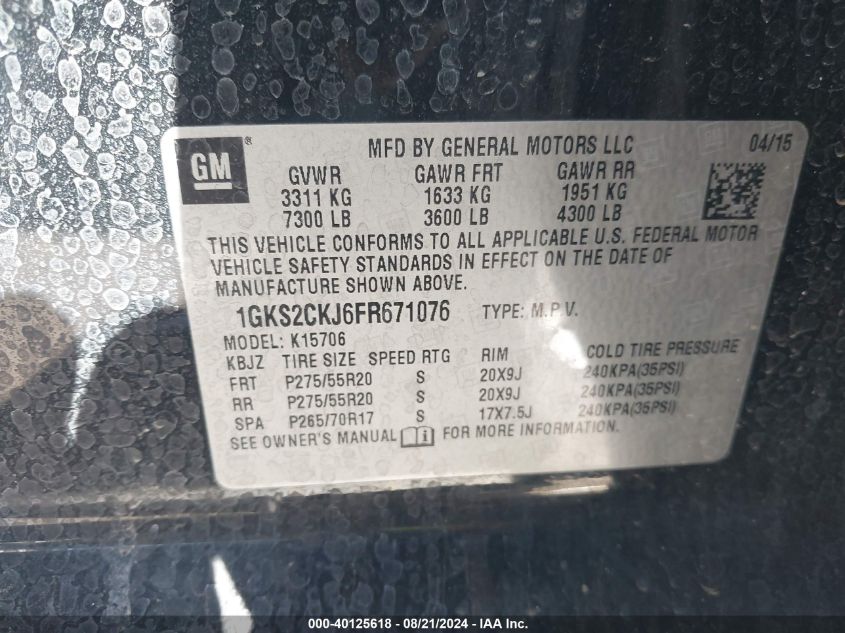 GM ®
MFD BY GENERAL MOTORS LLC 04/15
GVWR GAWR FRT GAWR RR
3311 KG 1633 KG 1951 KG
7300 LB 3600 LB 4300 LB
THIS VEHICLE CONFORMS TO ALL APPLICABLE U.S. FEDERAL MOTOR
VEHICLE SAFETY STANDARDS IN EFFECT ON THE DATE OF
MANUFACTURE SHOWN ABOVE.
1GKS2CKJ6FR671076 TYPE: M.P.V.
MODEL: K15706
KBJZ TIRE SIZE SPEED RTG RIM COLD TIRE PRESSURE
FRT P275/55R20 S 20X9J 240KPA(35PSI)
RR P275/55R20 S 20X9J 240KPA(35PSI)
SPA P265/70R17 S 17X7.5J 240KPA(35PSI)
SEE OWNER'S MANUAL i FOR MORE INFORMATION.
000-40125618 - 08/21/2024 - IAA Inc.